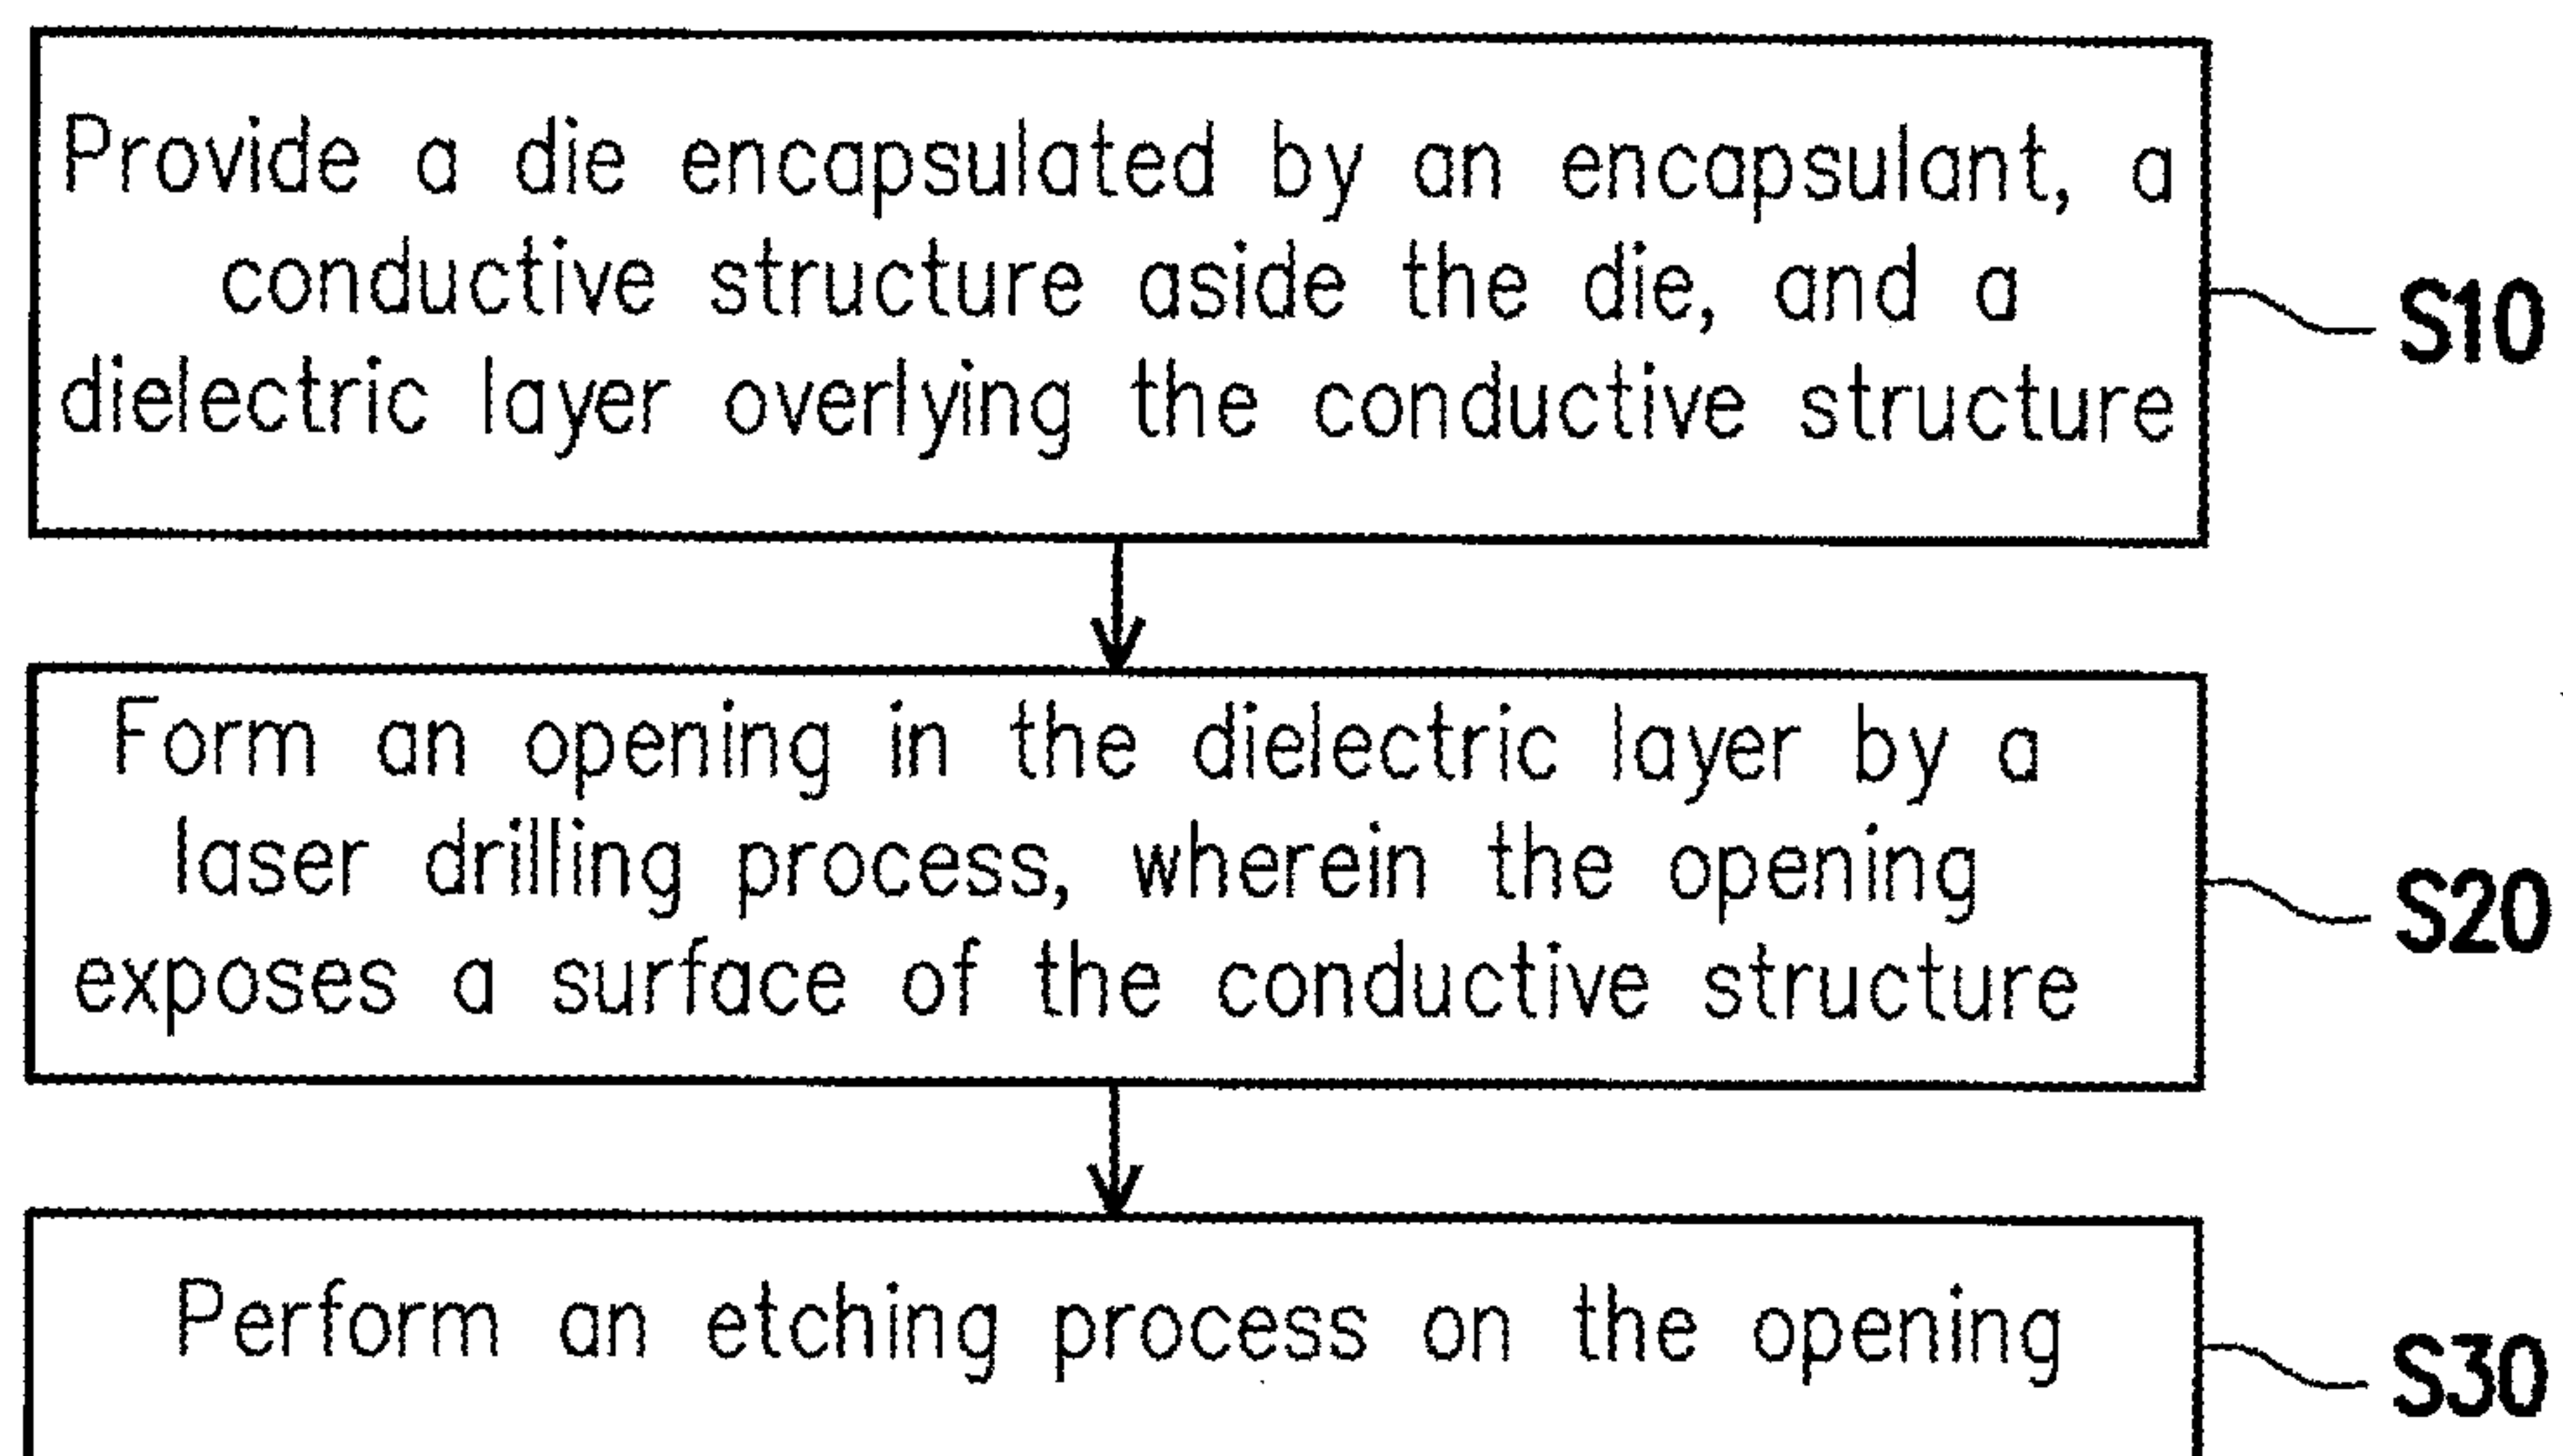 Provide a die encapsulated by an encapsulant, a
conductive structure aside the die, and a
dielectric layer overlying the conductive structure
S10
Form an opening in the dielectric layer by a
laser drilling process, wherein the opening
exposes a surface of the conductive structure
S20
Perform an etching process on the opening
S30